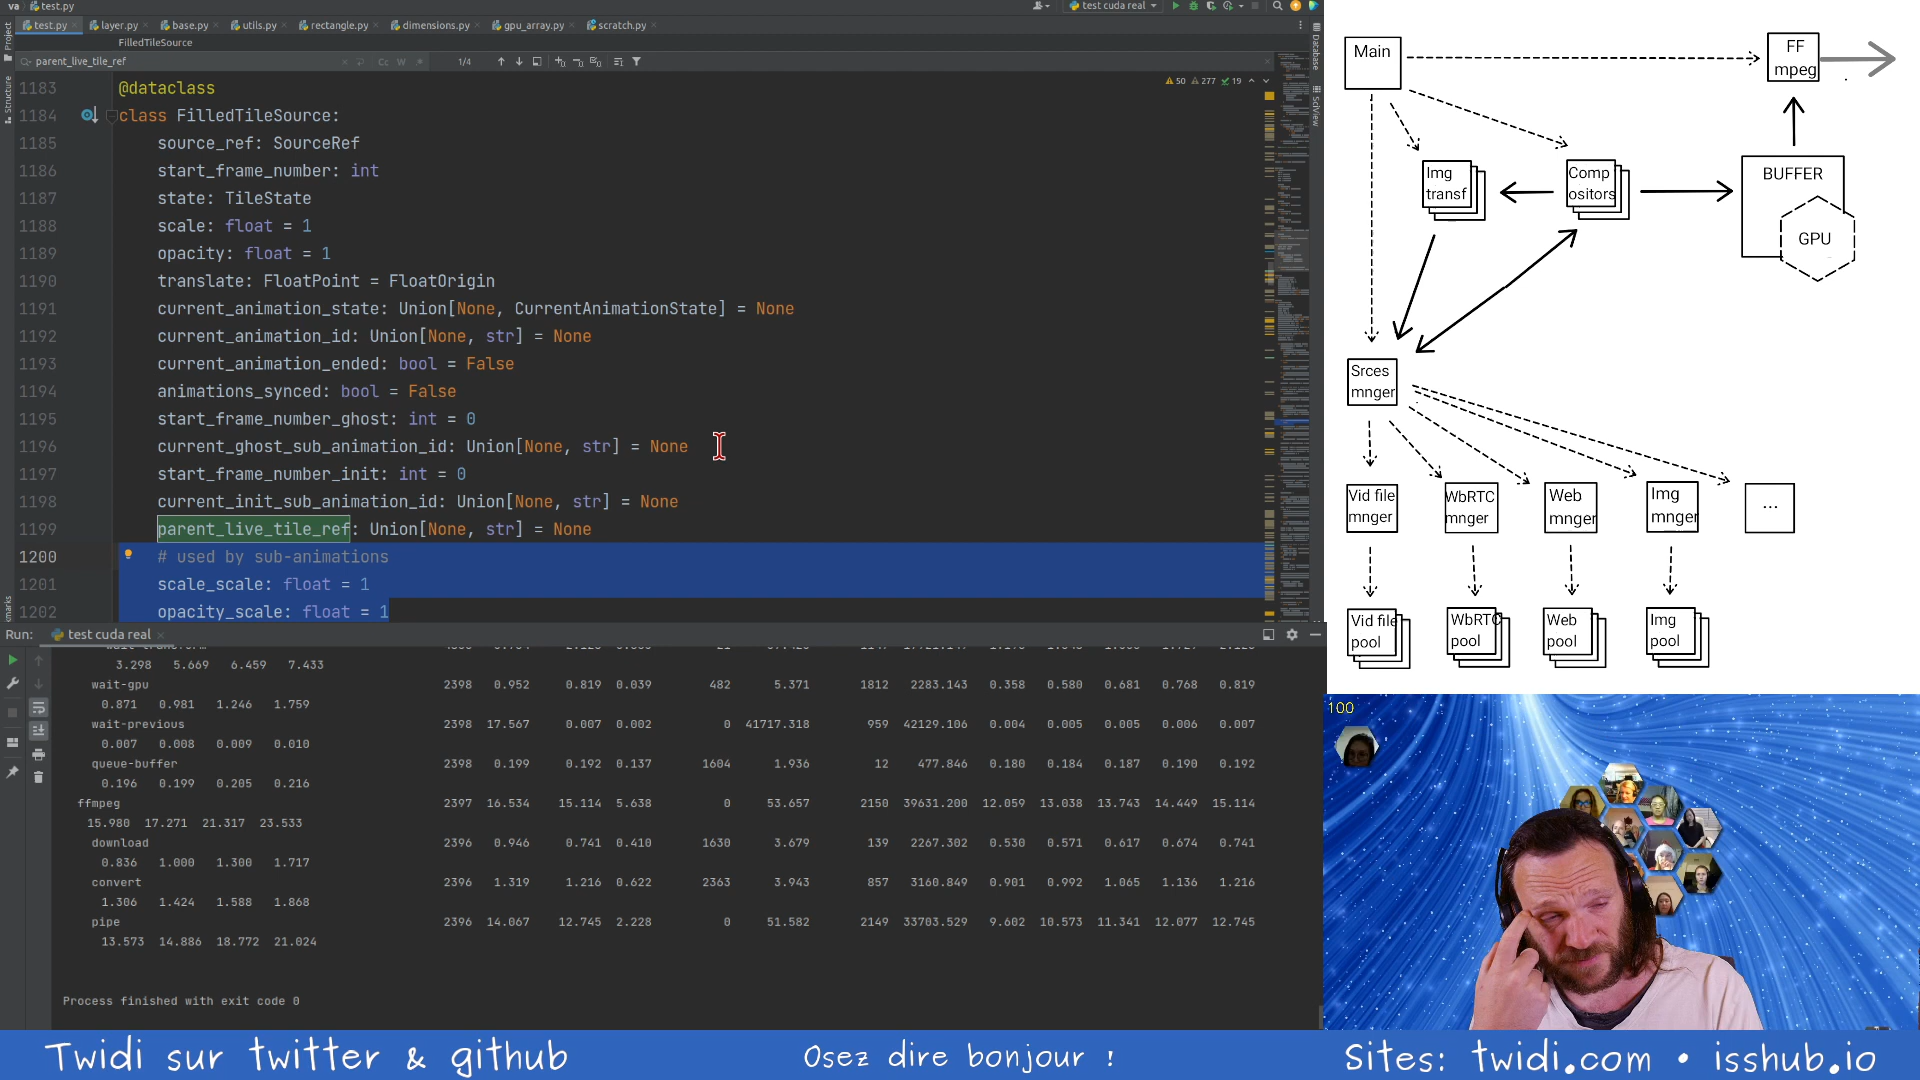 va test.py
test cuda real
test.py layer.py base.py utils.py rectangle.py dimensions.py gpu_array.py scratch.py
FilledTileSource
parent_live_tile_ref Cc W 1/4
50 277 19
Project
Structure
Database
SciView
1183 @dataclass
1184 class FilledTileSource:
1185 source_ref: SourceRef
1186 start_frame_number: int
1187 state: TileState
1188 scale: float = 1
1189 opacity: float = 1
1190 translate: FloatPoint = FloatOrigin
1191 current_animation_state: Union[None, CurrentAnimationState] = None
1192 current_animation_id: Union[None, str] = None
1193 current_animation_ended: bool = False
1194 animations_synced: bool = False
1195 start_frame_number_ghost: int = 0
1196 current_ghost_sub_animation_id: Union[None, str] = None
1197 start_frame_number_init: int = 0
1198 current_init_sub_animation_id: Union[None, str] = None
1199 parent_live_tile_ref: Union[None, str] = None
1200 # used by sub-animations
1201 scale_scale: float = 1
1202 opacity_scale: float = 1
Run: test cuda real
3.298 5.669 6.459 7.433
wait-gpu 2398 0.952 0.819 0.039 482 5.371 1812 2283.143 0.358 0.580 0.681 0.768 0.819
0.871 0.981 1.246 1.759
wait-previous 2398 17.567 0.007 0.002 0 41717.318 959 42129.106 0.004 0.005 0.005 0.006 0.007
0.007 0.008 0.009 0.010
queue-buffer 2398 0.199 0.192 0.137 1604 1.936 12 477.846 0.180 0.184 0.187 0.190 0.192
0.196 0.199 0.205 0.216
ffmpeg 2397 16.534 15.114 5.638 0 53.657 2150 39631.200 12.059 13.038 13.743 14.449 15.114
15.980 17.271 21.317 23.533
download 2396 0.946 0.741 0.410 1630 3.679 139 2267.302 0.530 0.571 0.617 0.674 0.741
0.836 1.000 1.300 1.717
convert 2396 1.319 1.216 0.622 2363 3.943 857 3160.849 0.901 0.992 1.065 1.136 1.216
1.306 1.424 1.588 1.868
pipe 2396 14.067 12.745 2.228 0 51.582 2149 33703.529 9.602 10.573 11.341 12.077 12.745
13.573 14.886 18.772 21.024
Process finished with exit code 0
Main
FF
mpeg
Img
transf
Comp
ositors
BUFFER
GPU
Srces
mnger
Vid file
mnger
WbRTC
mnger
Web
mnger
Img
mnger
...
Vid file
pool
WbRTC
pool
Web
pool
Img
pool
100
Twidi sur twitter & github
Osez dire bonjour !
Sites: twidi.com • isshub.io